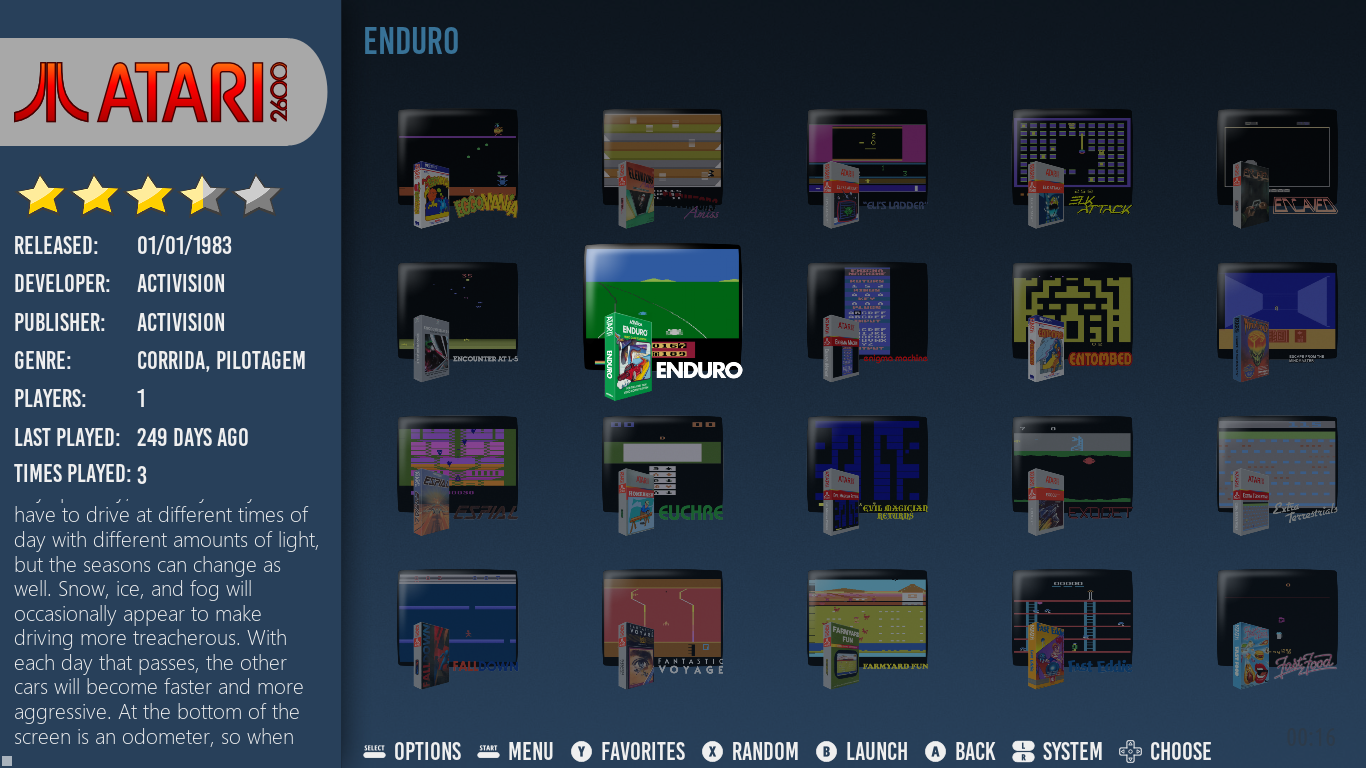 ENDURO
ATARI 2600
EGGOMANIA
"ELI'S LADDER"
ELK ATTACK
ENCAVED
RELEASED: 01/01/1983
DEVELOPER: ACTIVISION
PUBLISHER: ACTIVISION
GENRE: CORRIDA, PILOTAGEM
PLAYERS: 1
LAST PLAYED: 249 DAYS AGO
TIMES PLAYED: 3
ENCOUNTER AT L-5
ENDURO
ENDURO
ENDURO
enigma machine
ENTOMBED
ESCAPE FROM THE
MINDMASTER
ESPIAL
EUCHRE
EVIL MAGICIAN
RETURNS
EXOCET
Extra
Terrestrials
have to drive at different times of
day with different amounts of light,
but the seasons can change as
well. Snow, ice, and fog will
occasionally appear to make
driving more treacherous. With
each day that passes, the other
cars will become faster and more
aggressive. At the bottom of the
screen is an odometer, so when
FALLDOWN
FANTASTIC
VOYAGE
FARMYARD FUN
Fast Eddie
Fast Food
SELECT OPTIONS
START MENU
Y FAVORITES
X RANDOM
B LAUNCH
A BACK
L R SYSTEM
CHOOSE